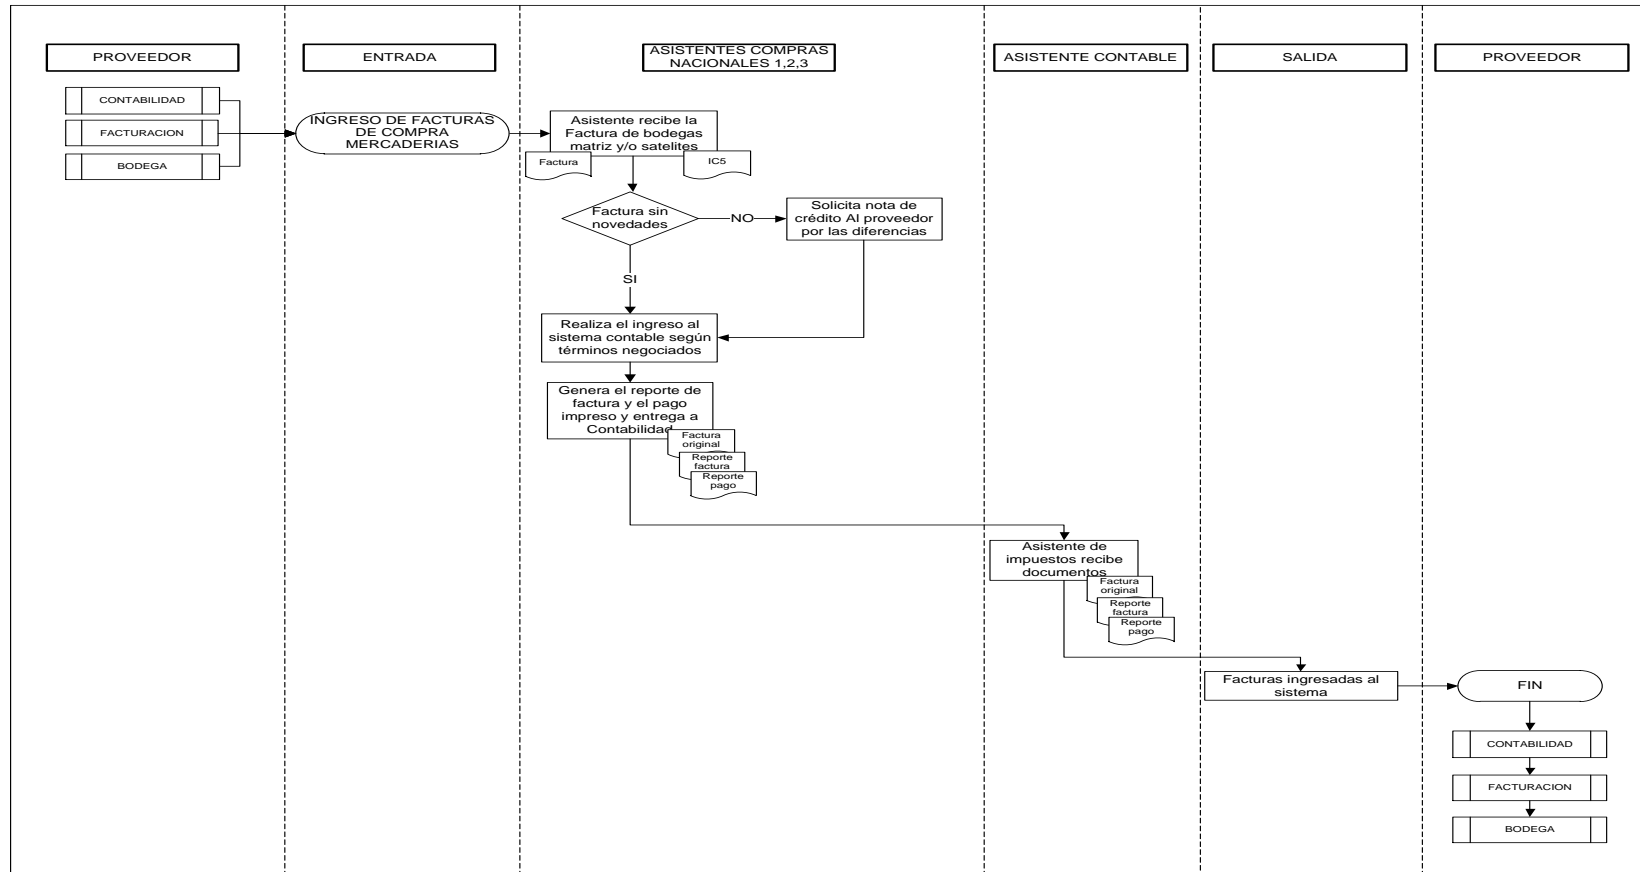 PROVEEDOR
ENTRADA
ASISTENTES COMPRAS
NACIONALES 1,2,3
ASISTENTE CONTABLE
SALIDA
PROVEEDOR
CONTABILIDAD
FACTURACION
BODEGA
INGRESO DE FACTURAS
DE COMPRA
MERCADERIAS
Asistente recibe la
Factura de bodegas
matriz y/o satelites
Factura
IC5
Factura sin
novedades
NO
Solicita nota de
crédito Al proveedor
por las diferencias
SI
Realiza el ingreso al
sistema contable según
términos negociados
Genera el reporte de
factura y el pago
impreso y entrega a
Contabilidad
Factura
original
Reporte
factura
Reporte
pago
Asistente de
impuestos recibe
documentos
Factura
original
Reporte
factura
Reporte
pago
Facturas ingresadas al
sistema
FIN
CONTABILIDAD
FACTURACION
BODEGA